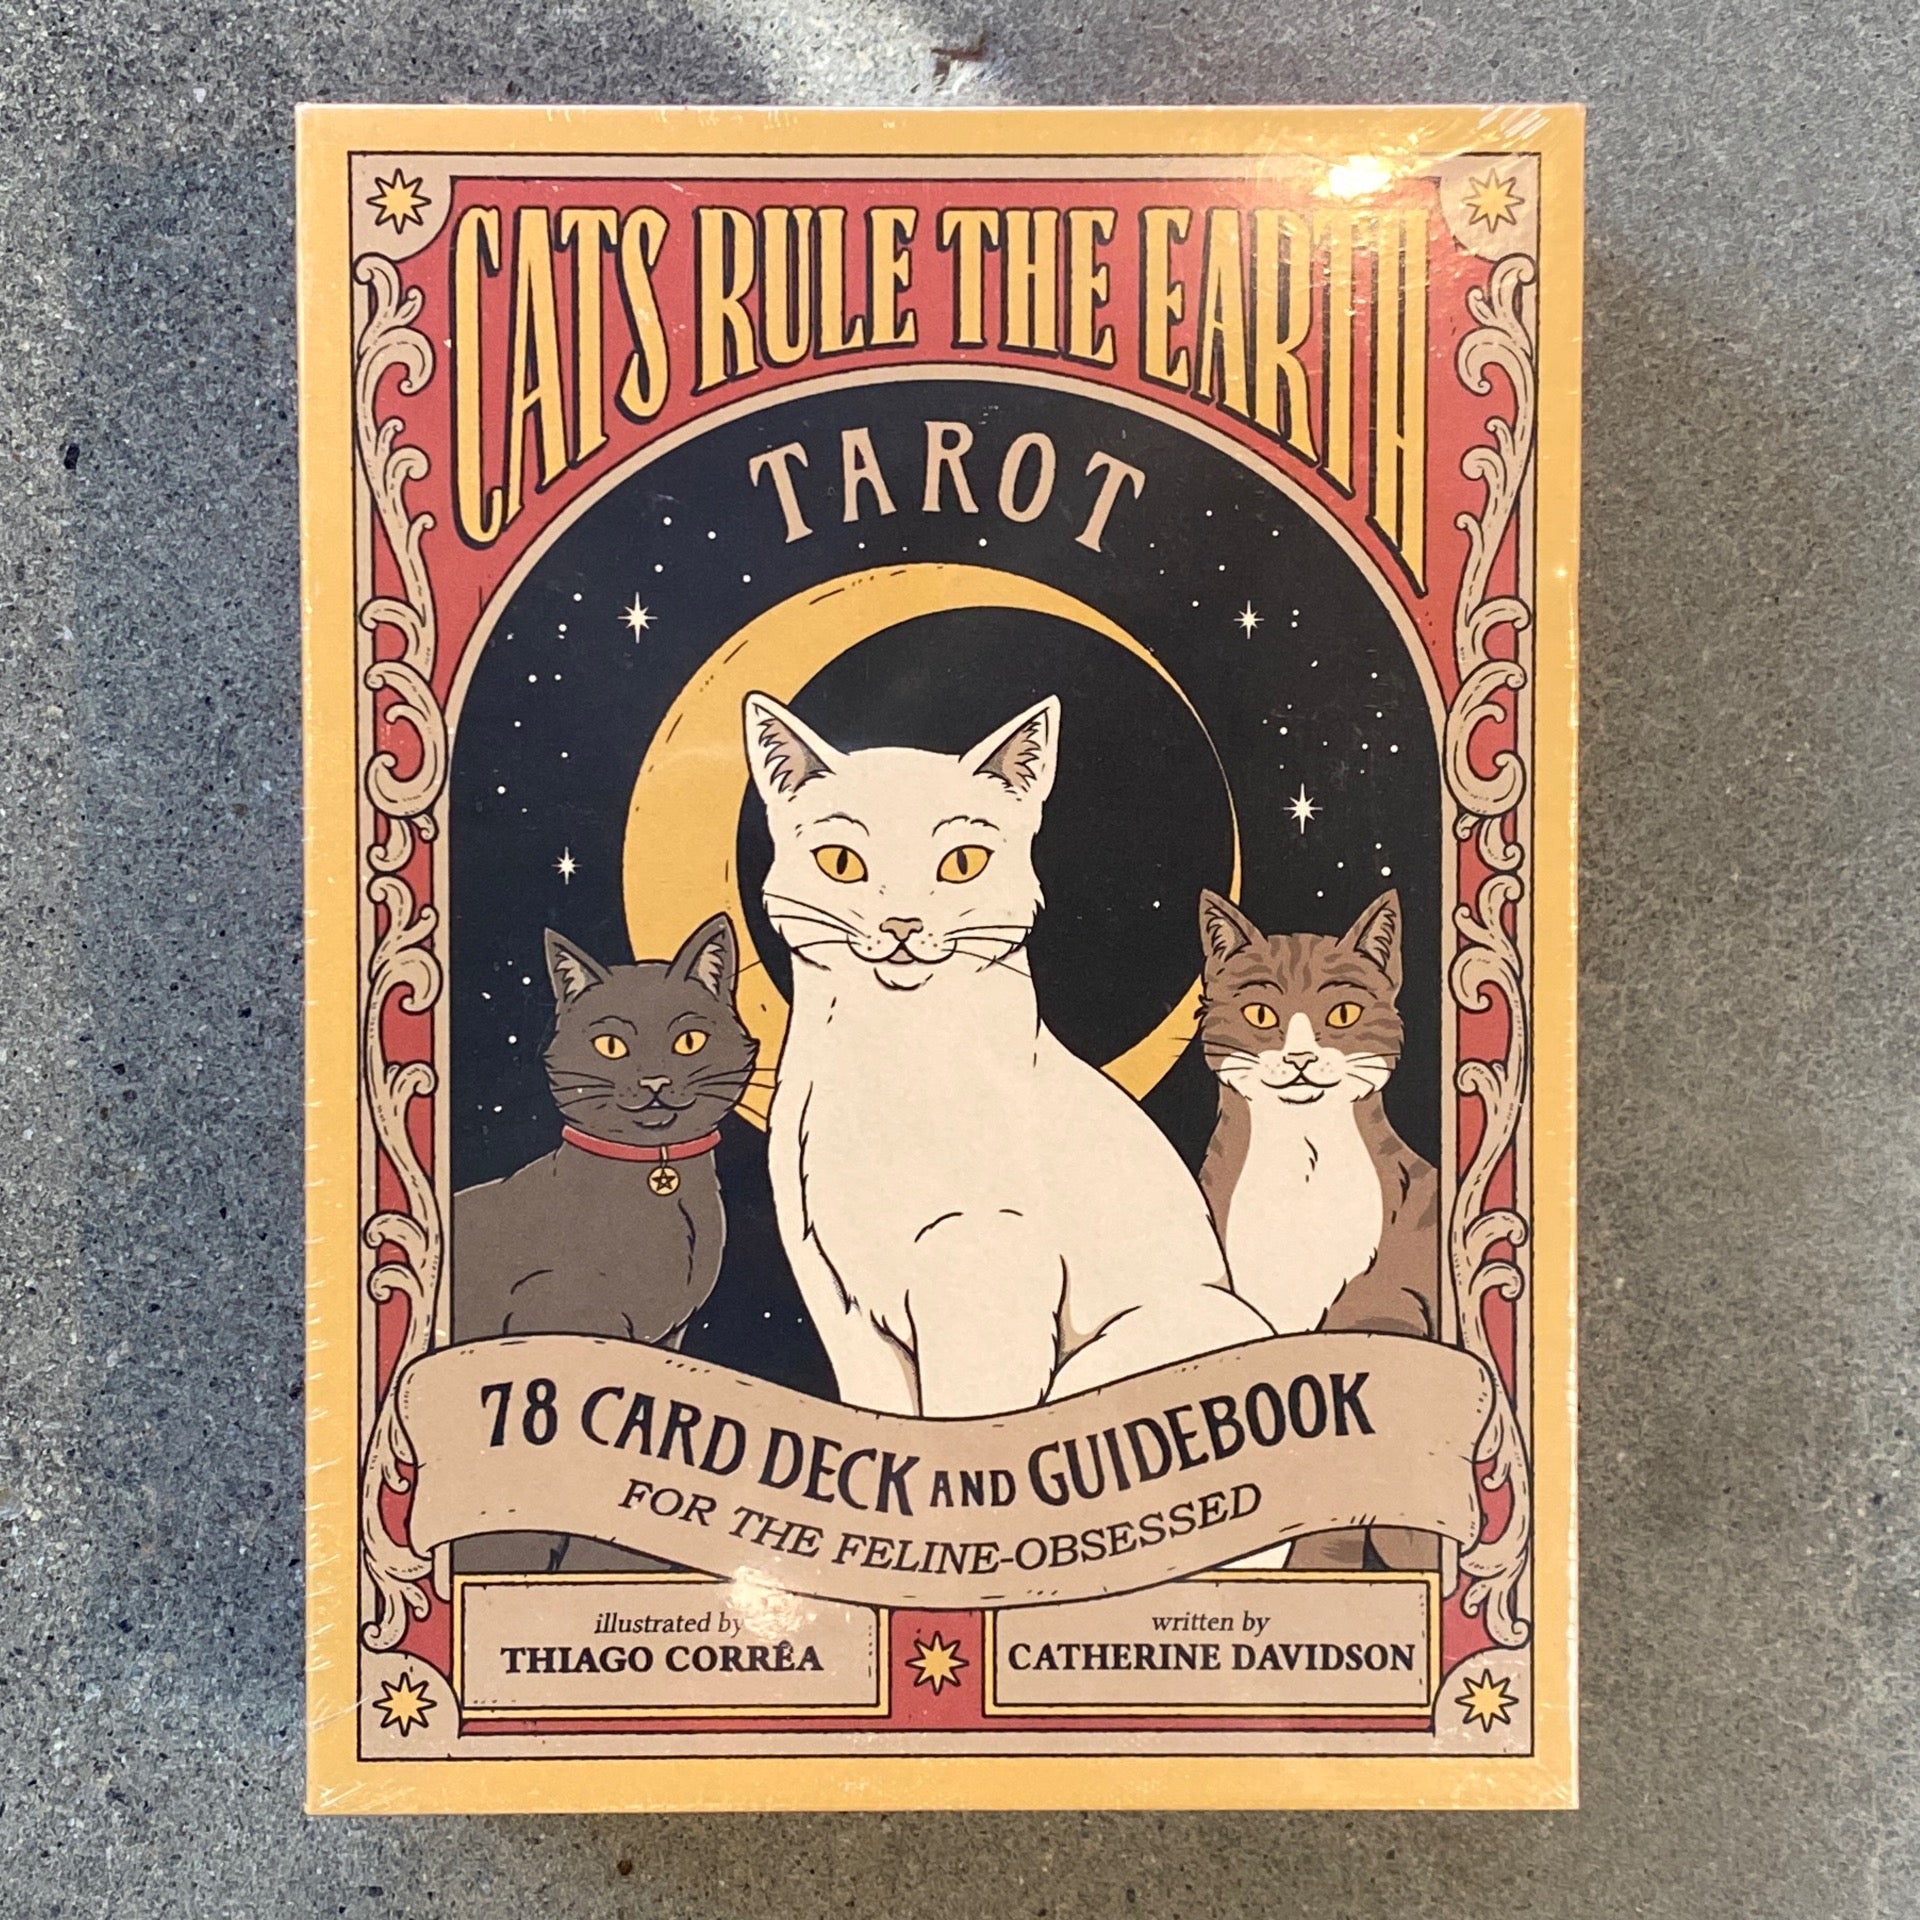 CATS RULE THE EARTH
TAROT
78 CARD DECK AND GUIDEBOOK
FOR THE FELINE-OBSESSED
illustrated by
THIAGO CORRÊA
written by
CATHERINE DAVIDSON